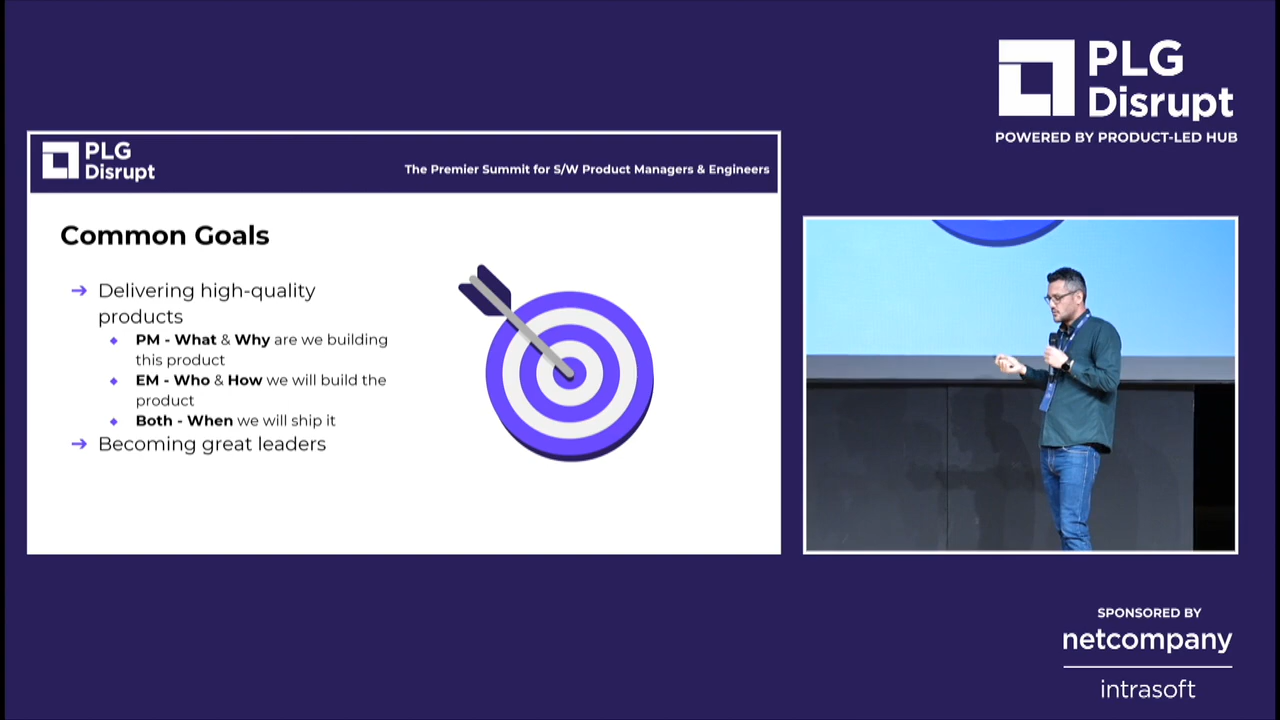 PLG
Disrupt
POWERED BY PRODUCT-LED HUB
PLG
Disrupt
The Premier Summit for S/W Product Managers & Engineers
Common Goals
➔ Delivering high-quality
products
◆ PM - What & Why are we building
this product
◆ EM - Who & How we will build the
product
◆ Both - When we will ship it
➔ Becoming great leaders
SPONSORED BY
netcompany
intrasoft